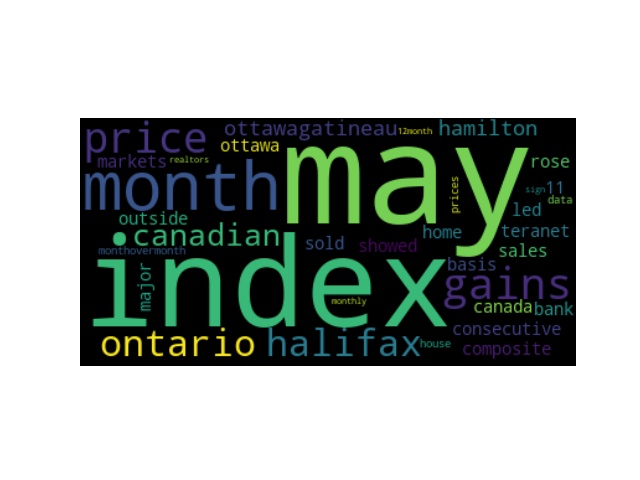 price ottawagatineau 12month hamilton
markets realtors ottawa may rose
month prices sign 11
outside led data
canadian sold showed home teranet
monthovermonth index basis sales
major monthly gains
canada bank
ontario halifax house consecutive
composite